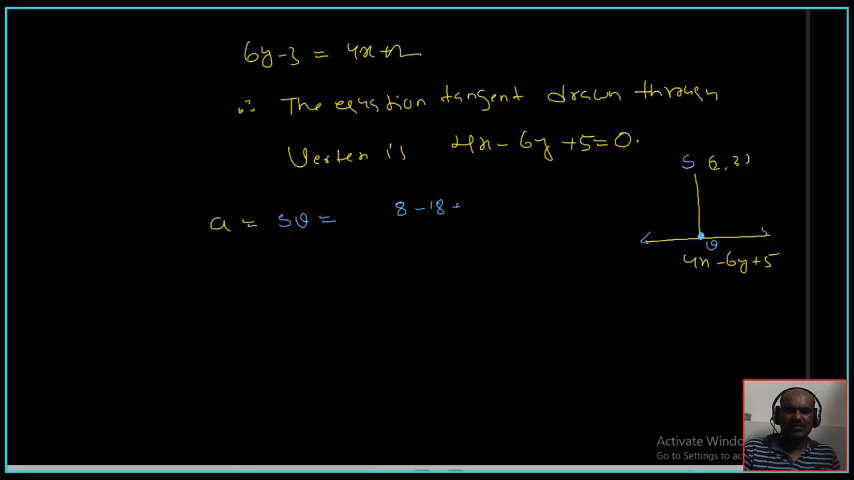 6y-3 = 4x+2
∴ The equation tangent drawn through
Vertex is 4x-6y+5=0.
S (2,3)
a = SV = 8-18+
V
4x-6y+5
Activate Windo
Go to Settings to ac